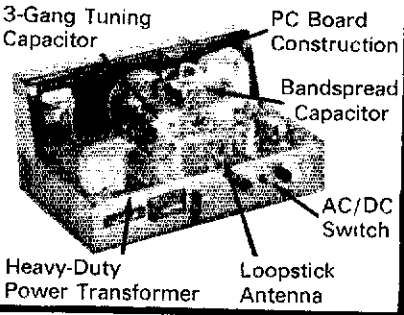 3-Gang Tuning
Capacitor
PC Board
Construction
Bandspread
Capacitor
AC/DC
Switch
Heavy-Duty
Power Transformer
Loopstick
Antenna